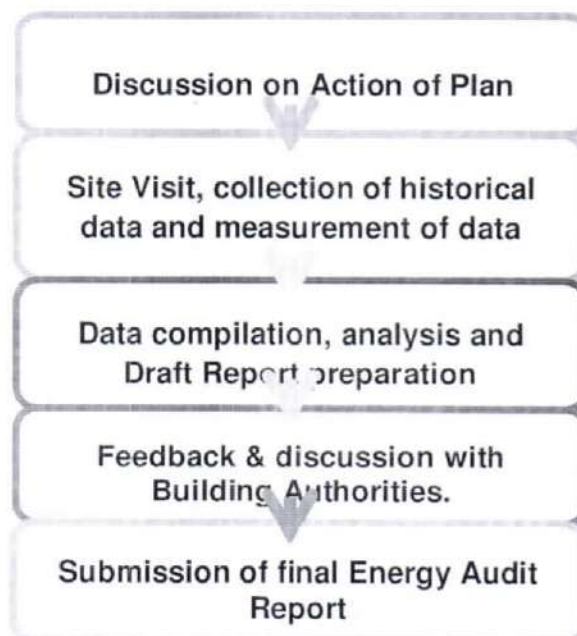 Discussion on Action of Plan
Site Visit, collection of historical
data and measurement of data
Data compilation, analysis and
Draft Report preparation
Feedback & discussion with
Building Authorities.
Submission of final Energy Audit
Report